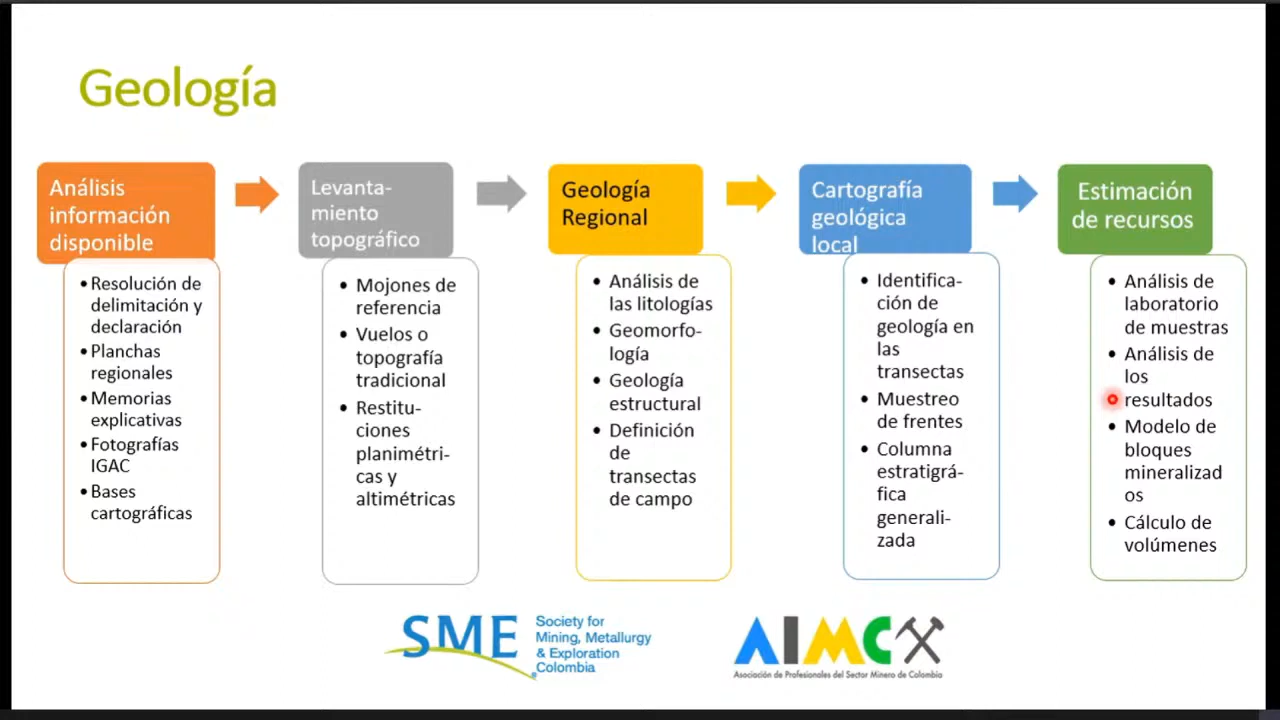 Geología
Análisis
información
disponible
• Resolución de
delimitación y
declaración
• Planchas
regionales
• Memorias
explicativas
• Fotografías
IGAC
• Bases
cartográficas
Levanta-
miento
topográfico
• Mojones de
referencia
• Vuelos o
topografía
tradicional
• Restitu-
ciones
planimétri-
cas y
altimétricas
Geología
Regional
• Análisis de
las litologías
• Geomorfo-
logía
• Geología
estructural
• Definición
de
transectas
de campo
Cartografía
geológica
local
• Identifica-
ción de
geología en
las
transectas
• Muestreo
de frentes
• Columna
estratigrá-
fica
generali-
zada
Estimación
de recursos
• Análisis de
laboratorio
de muestras
• Análisis de
los
resultados
• Modelo de
bloques
mineralizad
os
• Cálculo de
volúmenes
SME
Society for
Mining, Metallurgy
& Exploration
Colombia
AIMC
Asociación de Profesionales del Sector Minero de Colombia